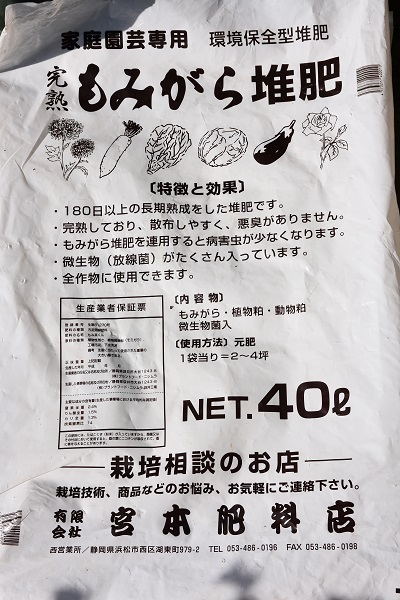 家庭園芸専用 環境保全型堆肥
完熟 もみがら堆肥
〔特徴と効果〕
・180日以上の長期熟成をした堆肥です。
・完熟しており、散布しやすく、悪臭がありません。
・もみがら堆肥を連用すると病害虫が少なくなります。
・微生物（放線菌）がたくさん入っています。
・全作物に使用できます。
生産業者保証票
〔内 容 物〕
もみがら・植物粕・動物粕
微生物菌入
〔使用方法〕元肥
1袋当り＝2～4坪
NET.40ℓ
栽培相談のお店
栽培技術、商品などのお悩み、お気軽にご連絡下さい。
有限会社 宮本肥料店
西営業所／静岡県浜松市西区湖東町979-2 TEL 053-486-0196 FAX 053-486-0198